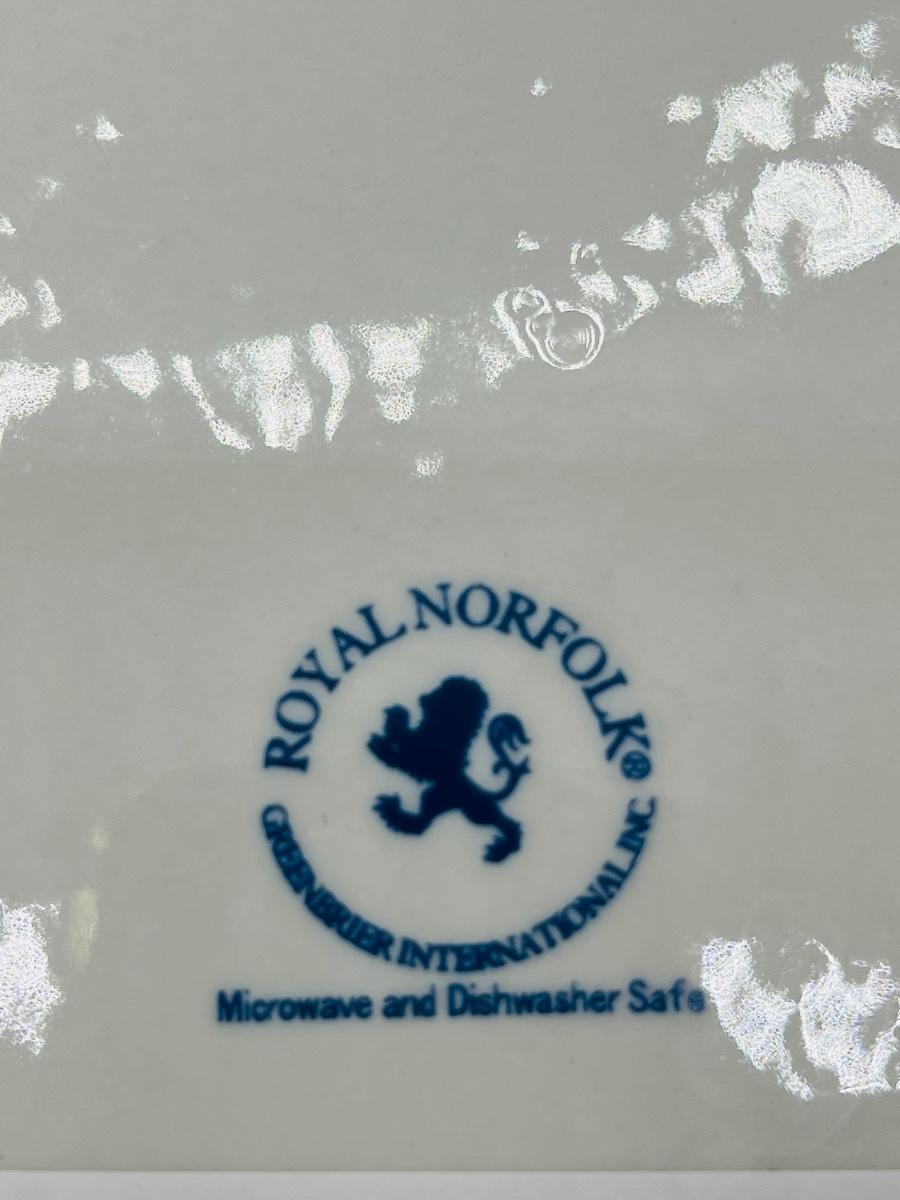 ROYAL NORFOLK®
GREENBRIER INTERNATIONAL, INC
Microwave and Dishwasher Safe